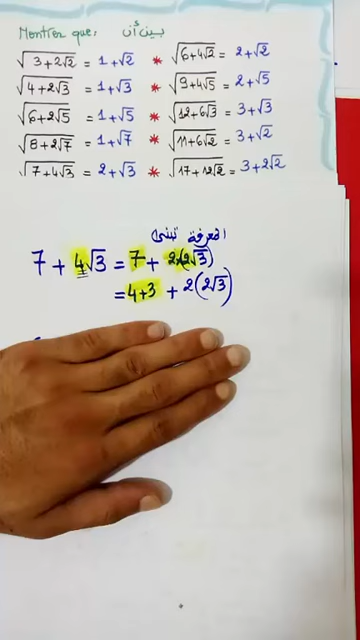 Montrer que: بيّن أن
√3+2√2 = 1+√2 * √6+4√2 = 2+√2
√4+2√3 = 1+√3 * √9+4√5 = 2+√5
√6+2√5 = 1+√5 * √12+6√3 = 3+√3
√8+2√7 = 1+√7 * √11+6√2 = 3+√2
√7+4√3 = 2+√3 * √17+12√2 = 3+2√2
المعرفة تبنى
7 + 4√3 = 7 + 2×(2√3)
= 4+3 + 2(2√3)